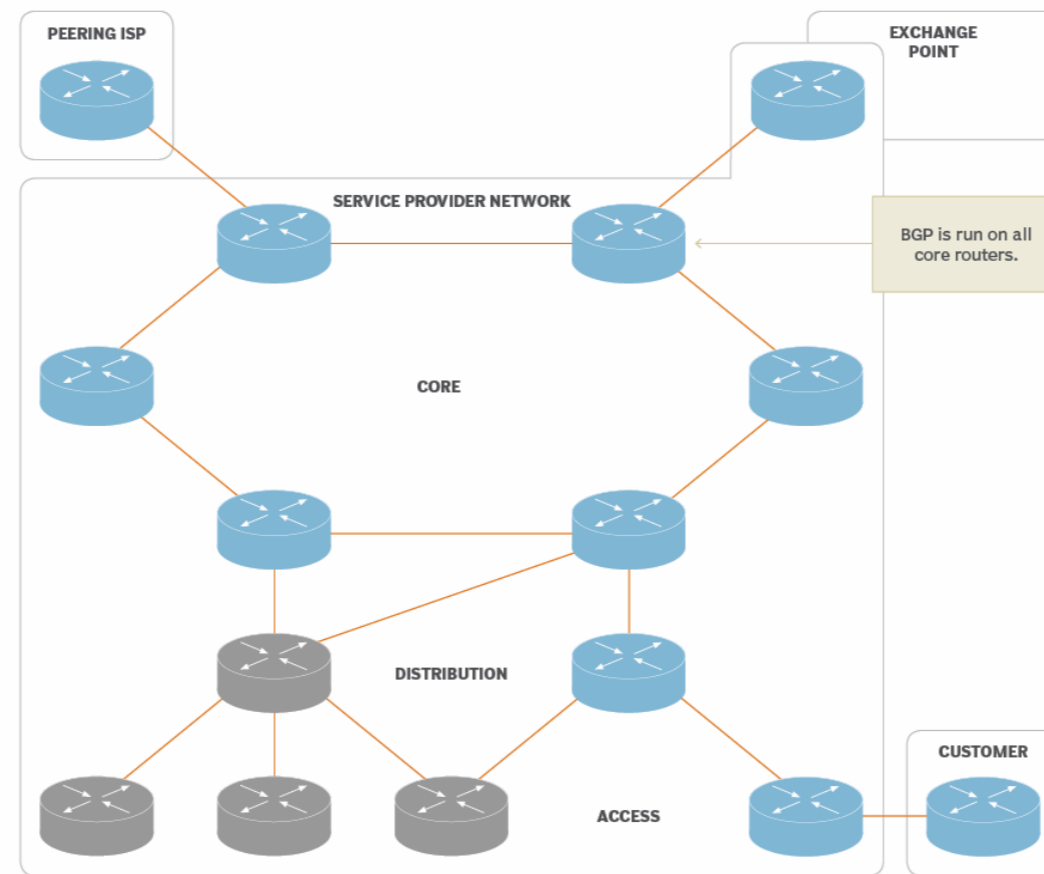 PEERING ISP
EXCHANGE
POINT
SERVICE PROVIDER NETWORK
BGP is run on all
core routers.
CORE
DISTRIBUTION
CUSTOMER
ACCESS